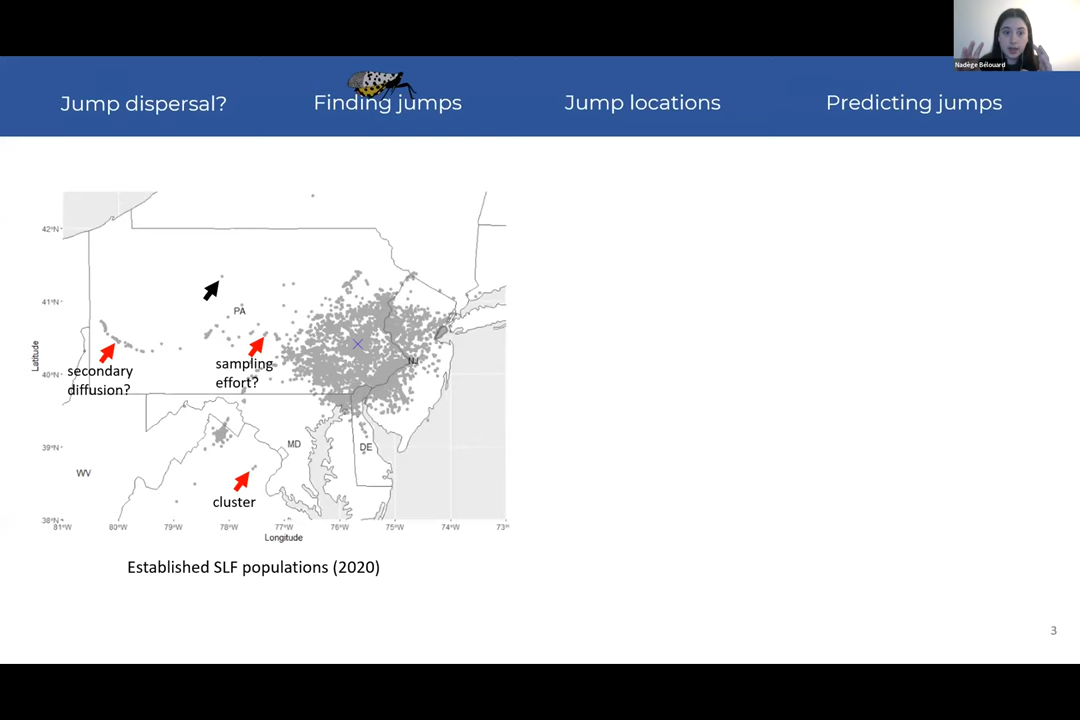 Nadège Bélouard
Jump dispersal?
Finding jumps
Jump locations
Predicting jumps
42°N
41°N
40°N
39°N
38°N
Latitude
PA
NJ
MD
DE
WV
secondary
diffusion?
sampling
effort?
cluster
81°W
80°W
79°W
78°W
77°W
76°W
75°W
74°W
73°
Longitude
Established SLF populations (2020)
3